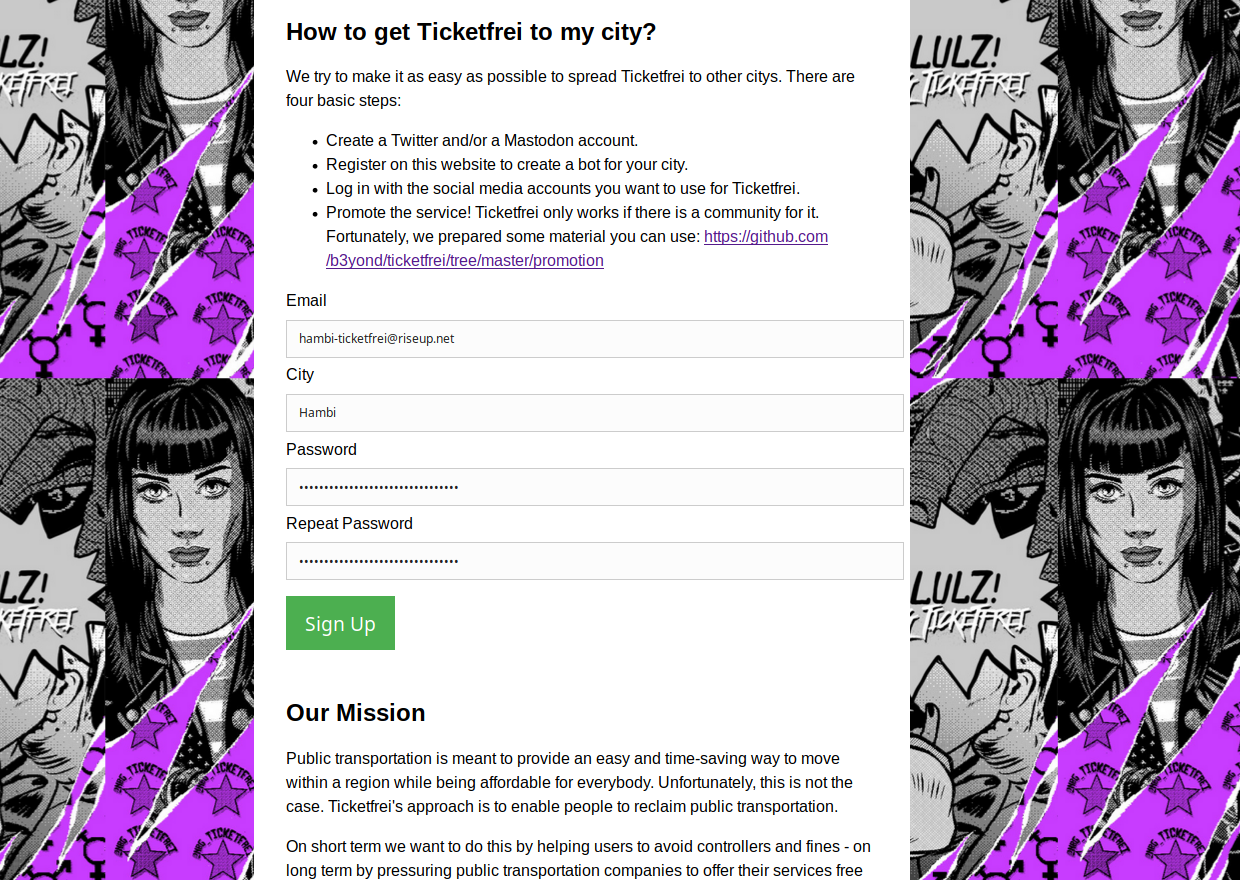 How to get Ticketfrei to my city?
We try to make it as easy as possible to spread Ticketfrei to other citys. There are
four basic steps:
• Create a Twitter and/or a Mastodon account.
• Register on this website to create a bot for your city.
• Log in with the social media accounts you want to use for Ticketfrei.
• Promote the service! Ticketfrei only works if there is a community for it.
Fortunately, we prepared some material you can use: https://github.com
/b3yond/ticketfrei/tree/master/promotion
Email
hambi-ticketfrei@riseup.net
City
Hambi
Password
Repeat Password
Sign Up
Our Mission
Public transportation is meant to provide an easy and time-saving way to move
within a region while being affordable for everybody. Unfortunately, this is not the
case. Ticketfrei's approach is to enable people to reclaim public transportation.
On short term we want to do this by helping users to avoid controllers and fines - on
long term by pressuring public transportation companies to offer their services free
LULZ!
TICKETFREI
LULZ!
TICKETFREI